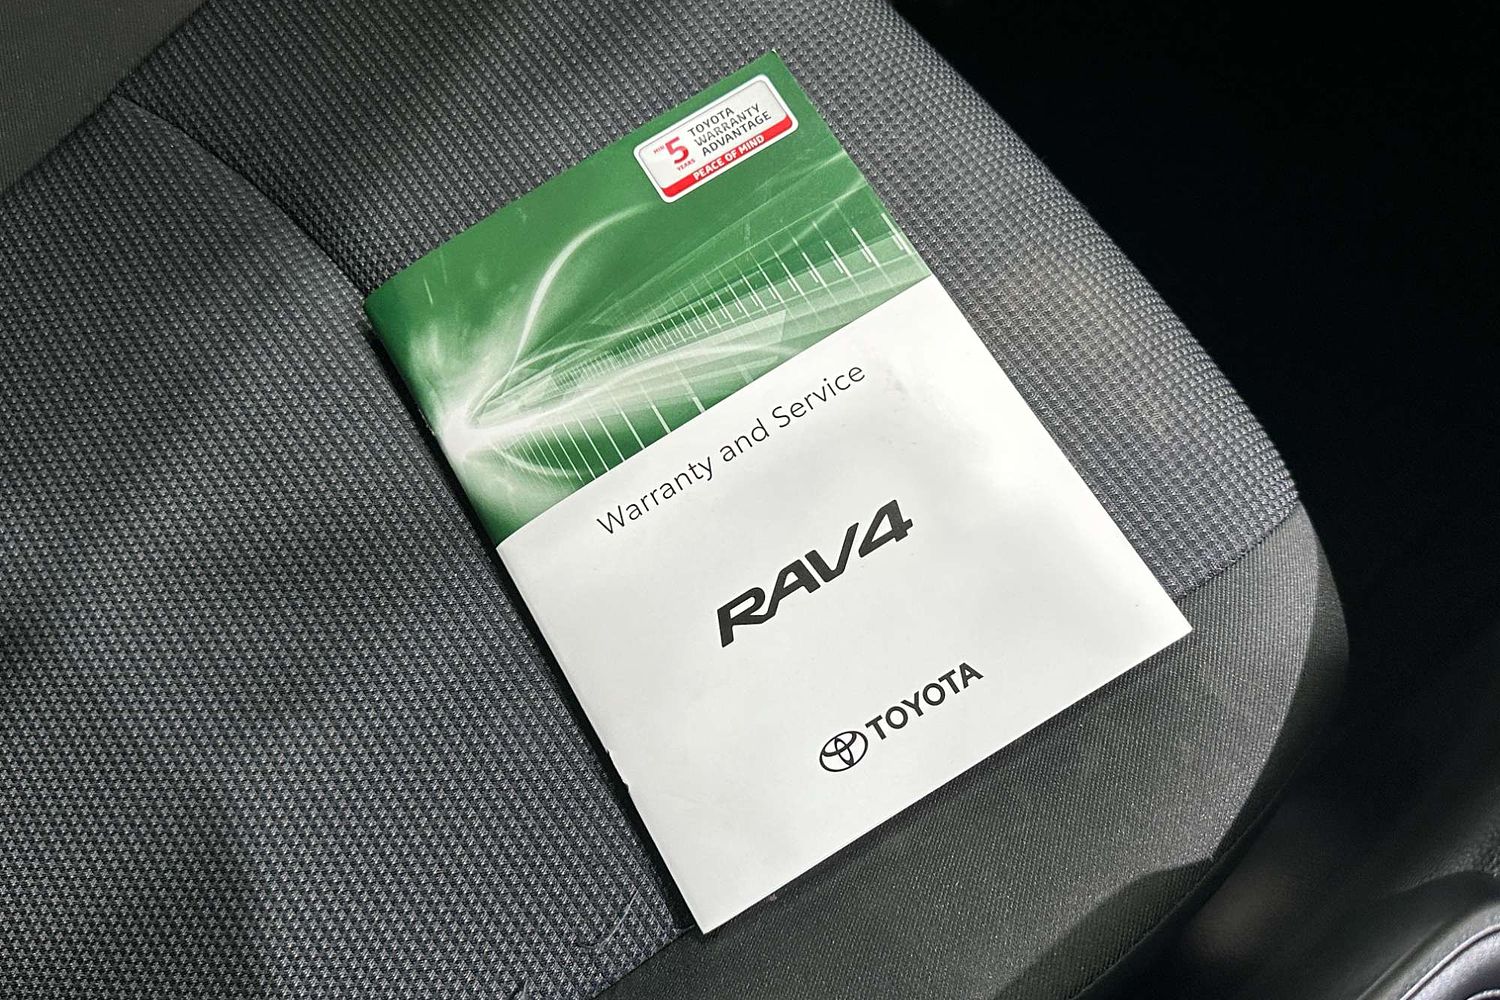 MIN 5 YEARS
TOYOTA
WARRANTY
ADVANTAGE
PEACE OF MIND
Warranty and Service
RAV4
TOYOTA